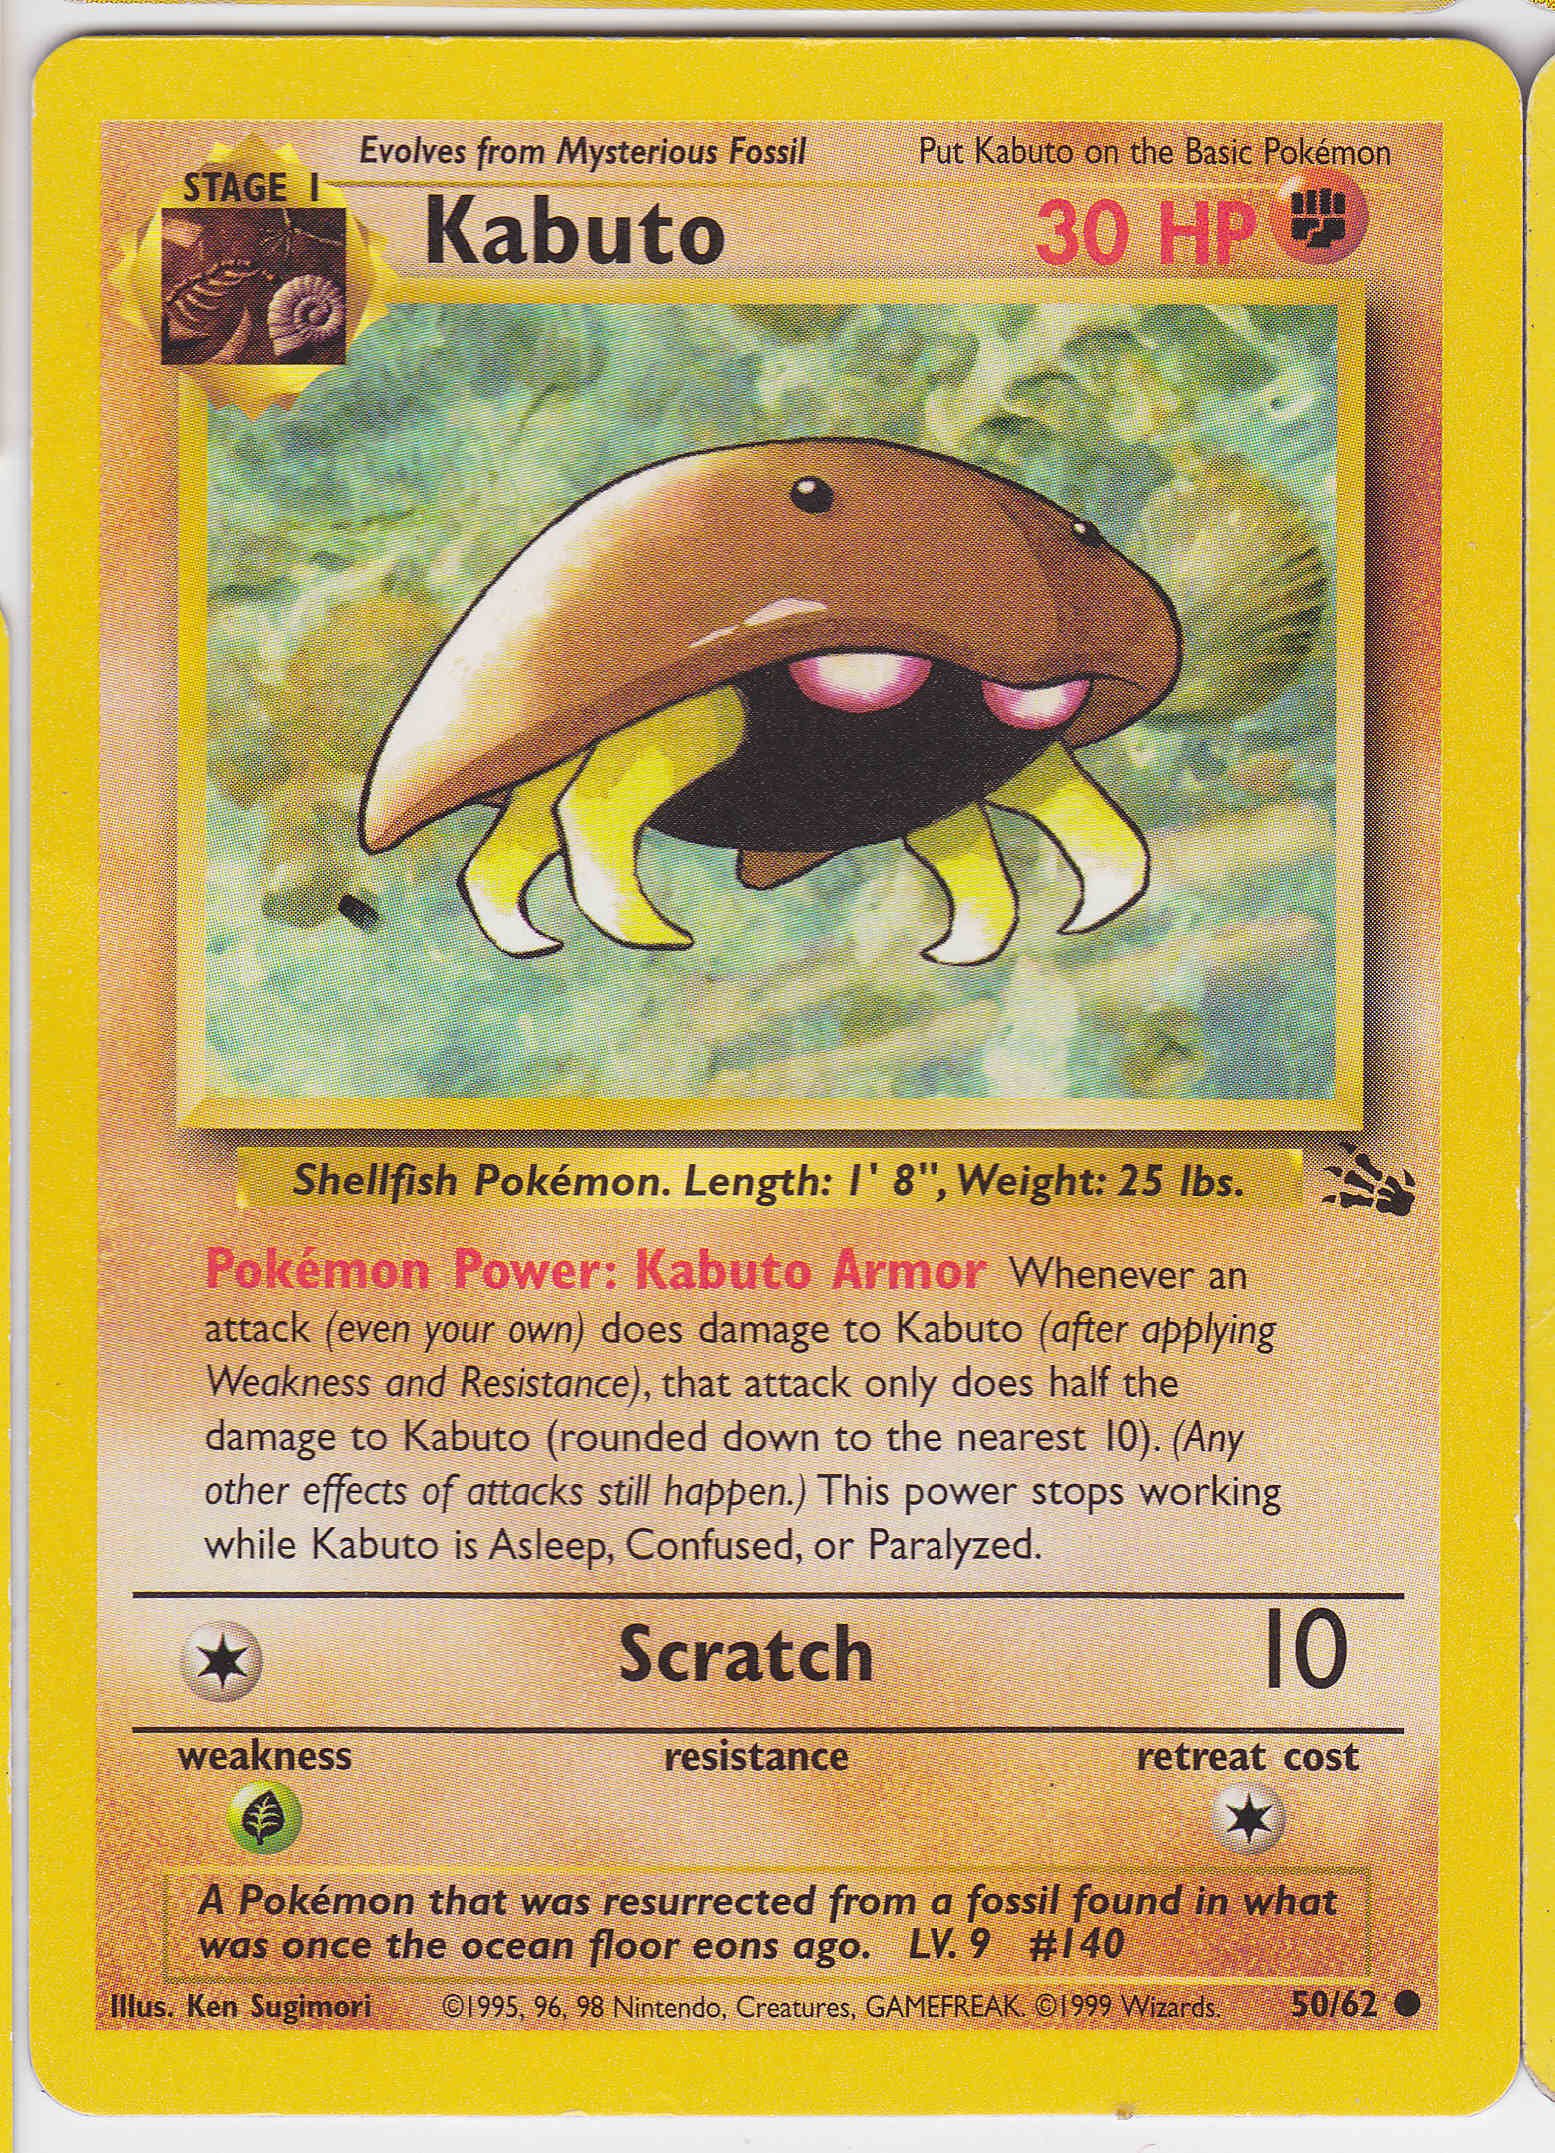 Evolves from Mysterious Fossil Put Kabuto on the Basic Pokémon
STAGE 1
Kabuto 30 HP
Shellfish Pokémon. Length: 1' 8", Weight: 25 lbs.
Pokémon Power: Kabuto Armor Whenever an
attack (even your own) does damage to Kabuto (after applying
Weakness and Resistance), that attack only does half the
damage to Kabuto (rounded down to the nearest 10). (Any
other effects of attacks still happen.) This power stops working
while Kabuto is Asleep, Confused, or Paralyzed.
Scratch 10
weakness resistance retreat cost
A Pokémon that was resurrected from a fossil found in what
was once the ocean floor eons ago. LV. 9 #140
Illus. Ken Sugimori ©1995, 96, 98 Nintendo, Creatures, GAMEFREAK. ©1999 Wizards. 50/62